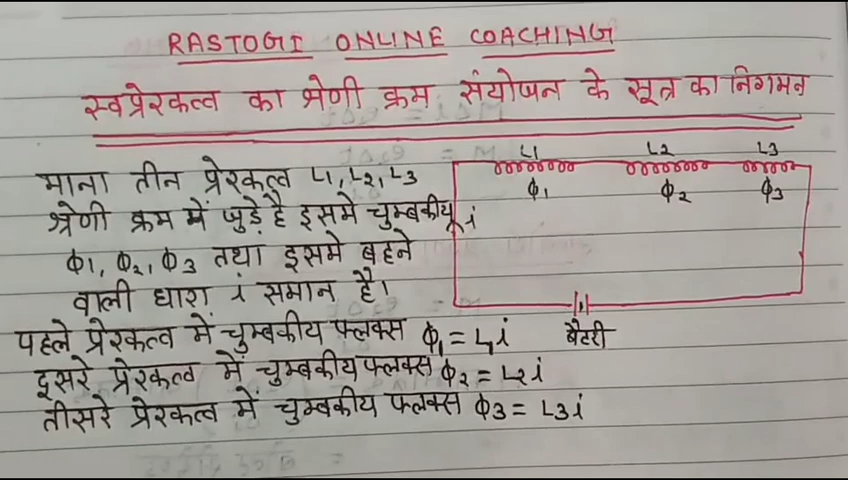 RASTOGI ONLINE COACHING
स्वप्रेरकत्व का श्रेणी क्रम संयोजन के सूत्र का निगमन
माना तीन प्रेरकत्व L1, L2, L3
श्रेणी क्रम में जुड़े है इसमे चुम्बकीय
Φ1, Φ2, Φ3 तथा इसमे बहने
वाली धारा i समान है।
L1 L2 L3
Φ1 Φ2 Φ3
i
बैटरी
पहले प्रेरकत्व में चुम्बकीय फ्लक्स Φ1 = L1i
दूसरे प्रेरकत्व में चुम्बकीय फ्लक्स Φ2 = L2i
तीसरे प्रेरकत्व में चुम्बकीय फ्लक्स Φ3 = L3i